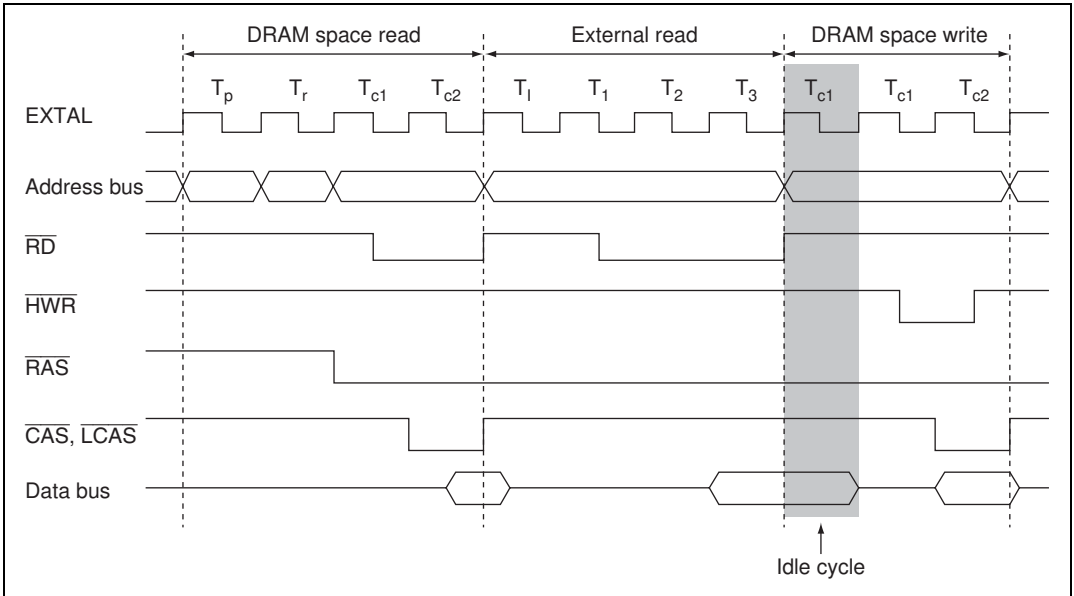 DRAM space read External read DRAM space write
Tp Tr Tc1 Tc2 TI T1 T2 T3 Tc1 Tc1 Tc2
EXTAL
Address bus
RD
HWR
RAS
CAS, LCAS
Data bus
Idle cycle